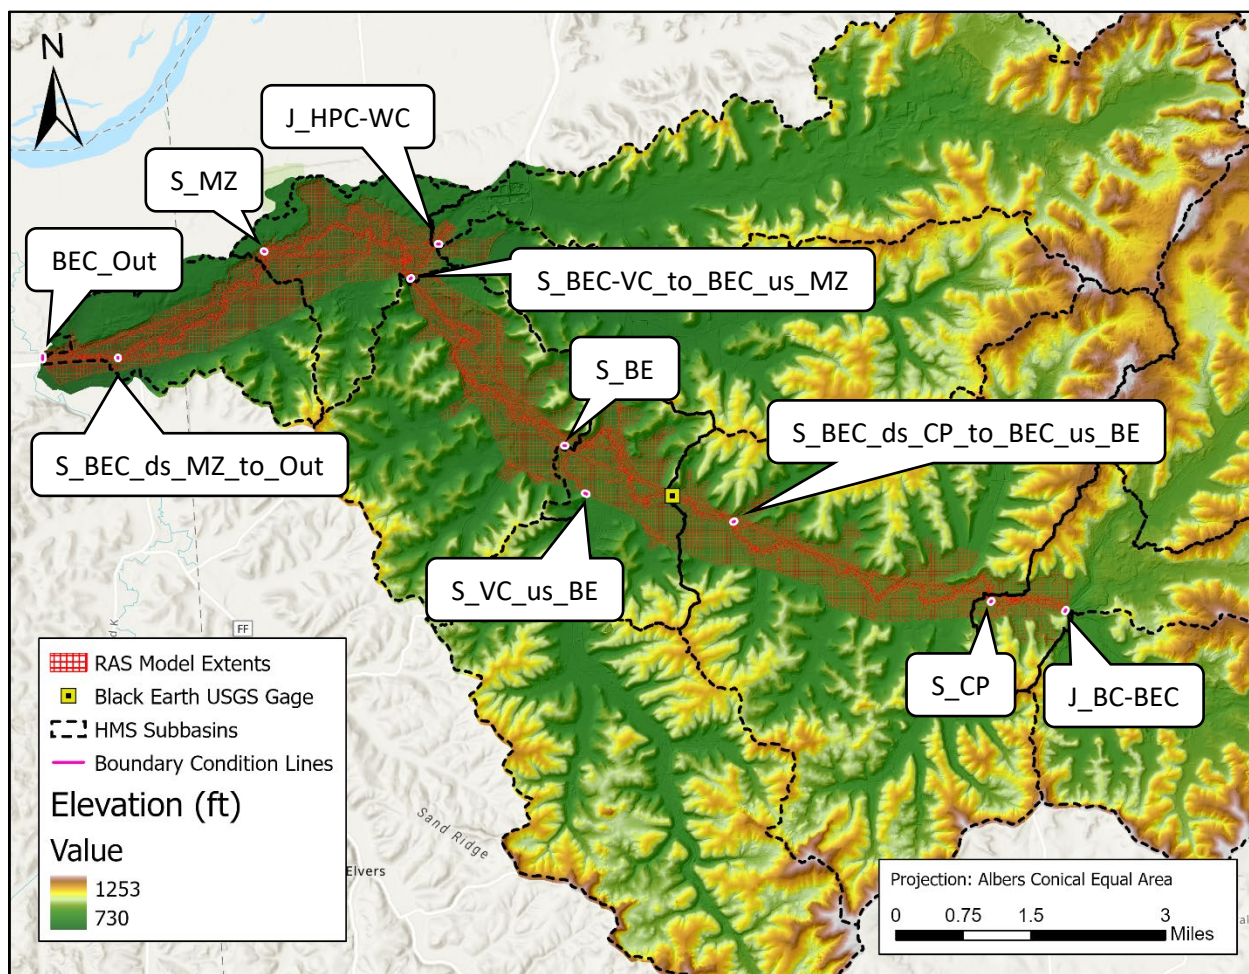 N
J_HPC-WC
S_MZ
BEC_Out
S_BEC-VC_to_BEC_us_MZ
S_BE
S_BEC_ds_CP_to_BEC_us_BE
S_BEC_ds_MZ_to_Out
S_VC_us_BE
S_CP
J_BC-BEC
FF
Sand Ridge
Elvers
RAS Model Extents
Black Earth USGS Gage
HMS Subbasins
Boundary Condition Lines
Elevation (ft)
Value
1253
730
Projection: Albers Conical Equal Area
0 0.75 1.5 3
Miles